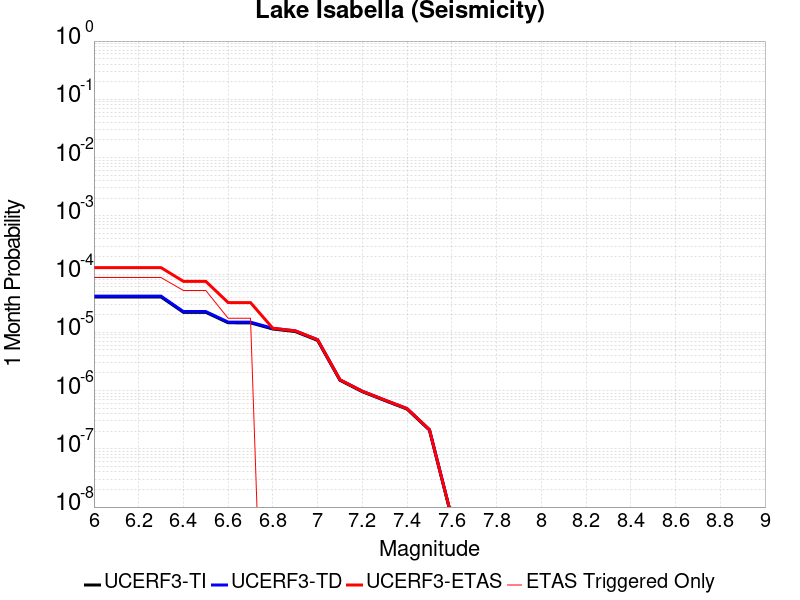 Lake Isabella (Seismicity)
10 0
10 -1
10 -2
10 -3
10 -4
10 -5
10 -6
10 -7
10 -8
1 Month Probability
6 6.2 6.4 6.6 6.8 7 7.2 7.4 7.6 7.8 8 8.2 8.4 8.6 8.8 9
Magnitude
UCERF3-TI UCERF3-TD UCERF3-ETAS ETAS Triggered Only